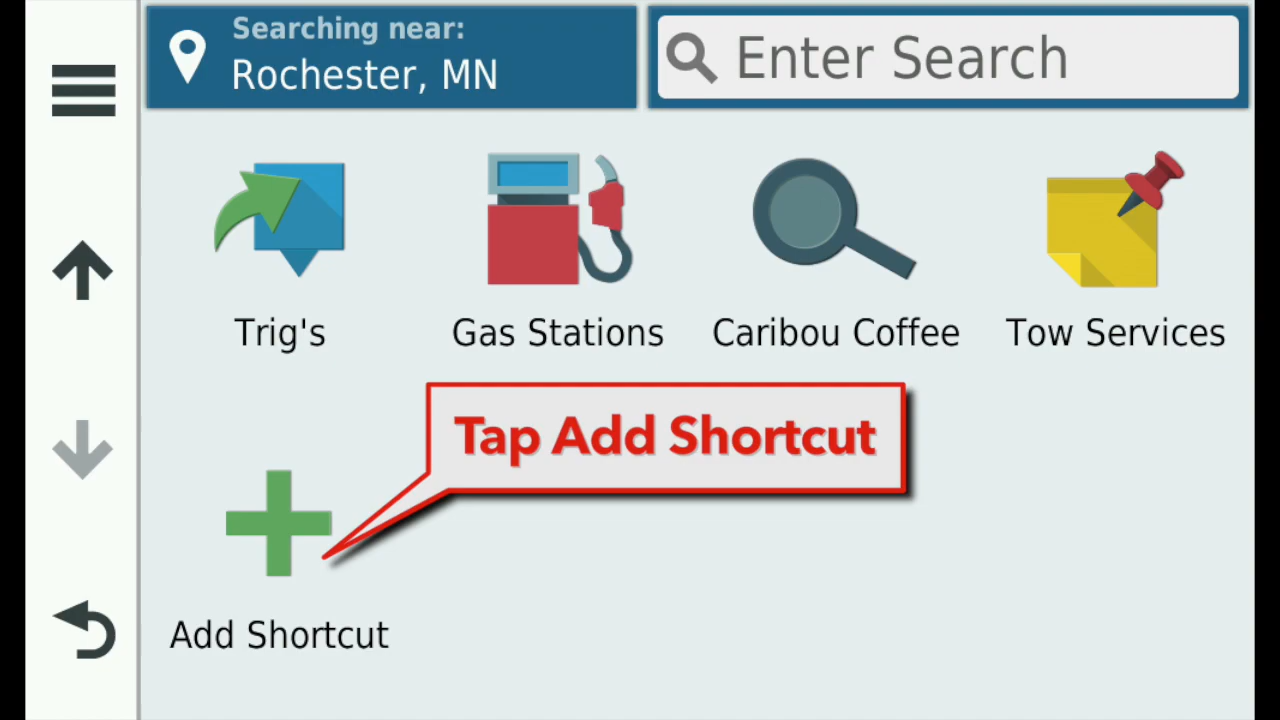 Searching near:
Rochester, MN
Enter Search
Trig's
Gas Stations
Caribou Coffee
Tow Services
Tap Add Shortcut
Add Shortcut